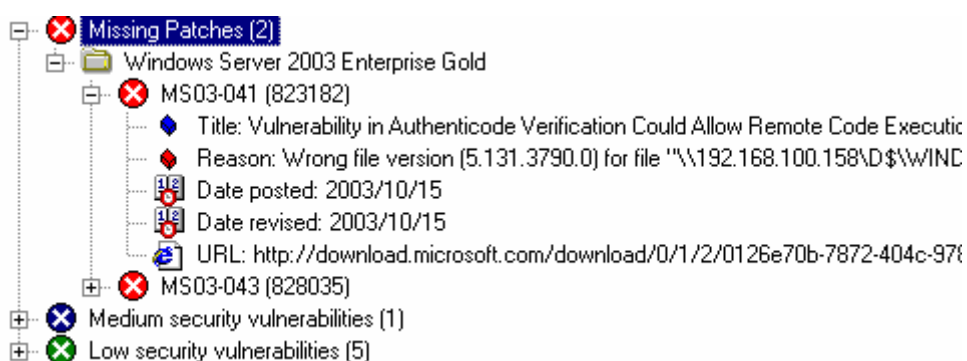 Missing Patches (2)
Windows Server 2003 Enterprise Gold
MS03-041 (823182)
Title: Vulnerability in Authenticode Verification Could Allow Remote Code Executio
Reason: Wrong file version (5.131.3790.0) for file "\\192.168.100.158\D$\WIND
Date posted: 2003/10/15
Date revised: 2003/10/15
URL: http://download.microsoft.com/download/0/1/2/0126e70b-7872-404c-978
MS03-043 (828035)
Medium security vulnerabilities (1)
Low security vulnerabilities (5)